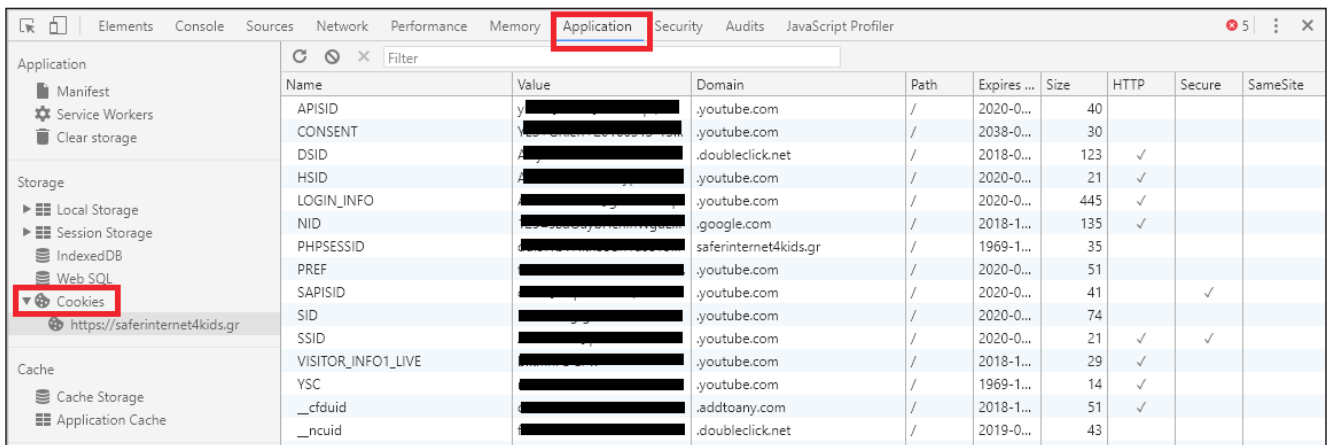 Elements Console Sources Network Performance Memory Application Security Audits JavaScript Profiler 5
Application
Manifest
Service Workers
Clear storage
Storage
Local Storage
Session Storage
IndexedDB
Web SQL
Cookies
https://saferinternet4kids.gr
Cache
Cache Storage
Application Cache
Filter
Name Value Domain Path Expires ... Size HTTP Secure SameSite
APISID .youtube.com / 2020-0... 40
CONSENT .youtube.com / 2038-0... 30
DSID .doubleclick.net / 2018-0... 123 ✓
HSID .youtube.com / 2020-0... 21 ✓
LOGIN_INFO .youtube.com / 2020-0... 445 ✓
NID .google.com / 2018-1... 135 ✓
PHPSESSID saferinternet4kids.gr / 1969-1... 35
PREF .youtube.com / 2020-0... 51
SAPISID .youtube.com / 2020-0... 41 ✓
SID .youtube.com / 2020-0... 74
SSID .youtube.com / 2020-0... 21 ✓ ✓
VISITOR_INFO1_LIVE .youtube.com / 2018-1... 29 ✓
YSC .youtube.com / 1969-1... 14 ✓
__cfduid .addtoany.com / 2018-1... 51 ✓
__ncuid .doubleclick.net / 2019-0... 43